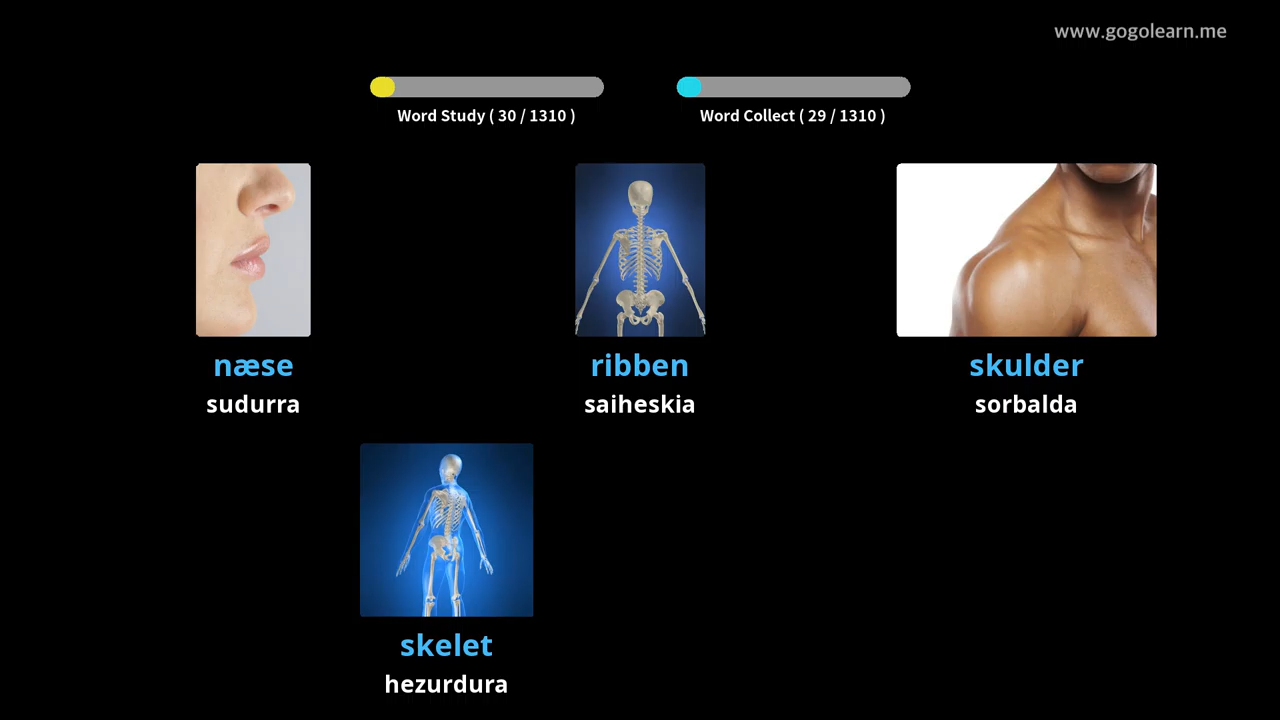 www.gogolearn.me
Word Study ( 30 / 1310 )
Word Collect ( 29 / 1310 )
næse
ribben
skulder
sudurra
saiheskia
sorbalda
skelet
hezurdura